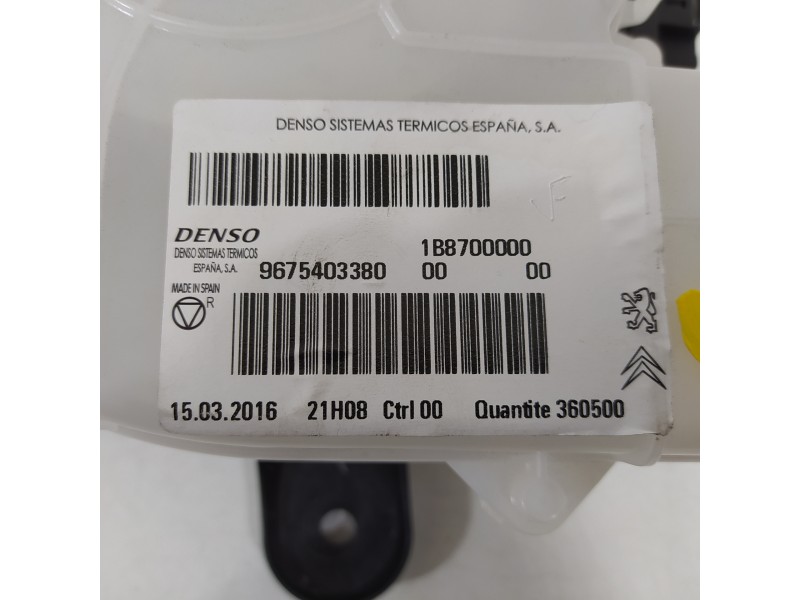 DENSO SISTEMAS TERMICOS ESPAÑA, S.A.
F
DENSO
DENSO SISTEMAS TERMICOS
ESPAÑA, S.A.
1B8700000
9675403380 00 00
MADE IN SPAIN
R
15.03.2016 21H08 Ctrl 00 Quantite 360500